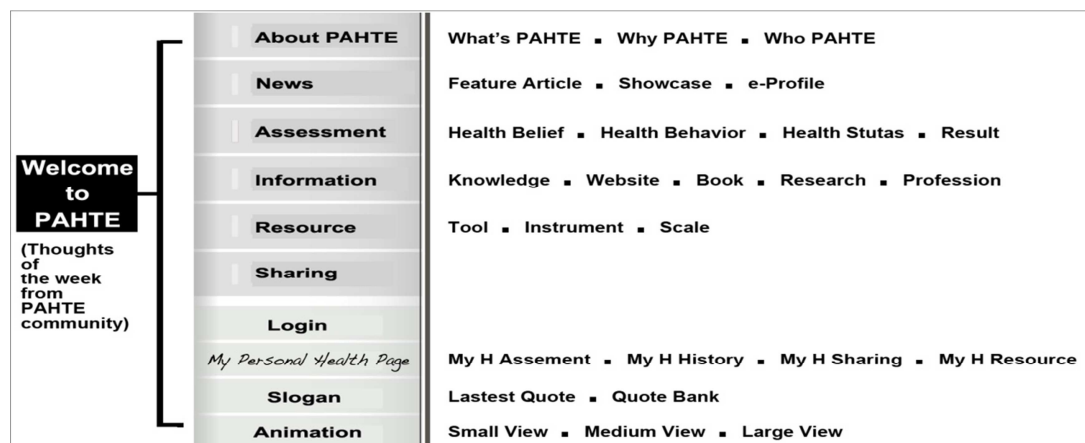 Welcome
to
PAHTE
(Thoughts
of
the week
from
PAHTE
community)
About PAHTE What's PAHTE ■ Why PAHTE ■ Who PAHTE
News Feature Article ■ Showcase ■ e-Profile
Assessment Health Belief ■ Health Behavior ■ Health Stutas ■ Result
Information Knowledge ■ Website ■ Book ■ Research ■ Profession
Resource Tool ■ Instrument ■ Scale
Sharing
Login
My Personal Health Page My H Assement ■ My H History ■ My H Sharing ■ My H Resource
Slogan Lastest Quote ■ Quote Bank
Animation Small View ■ Medium View ■ Large View